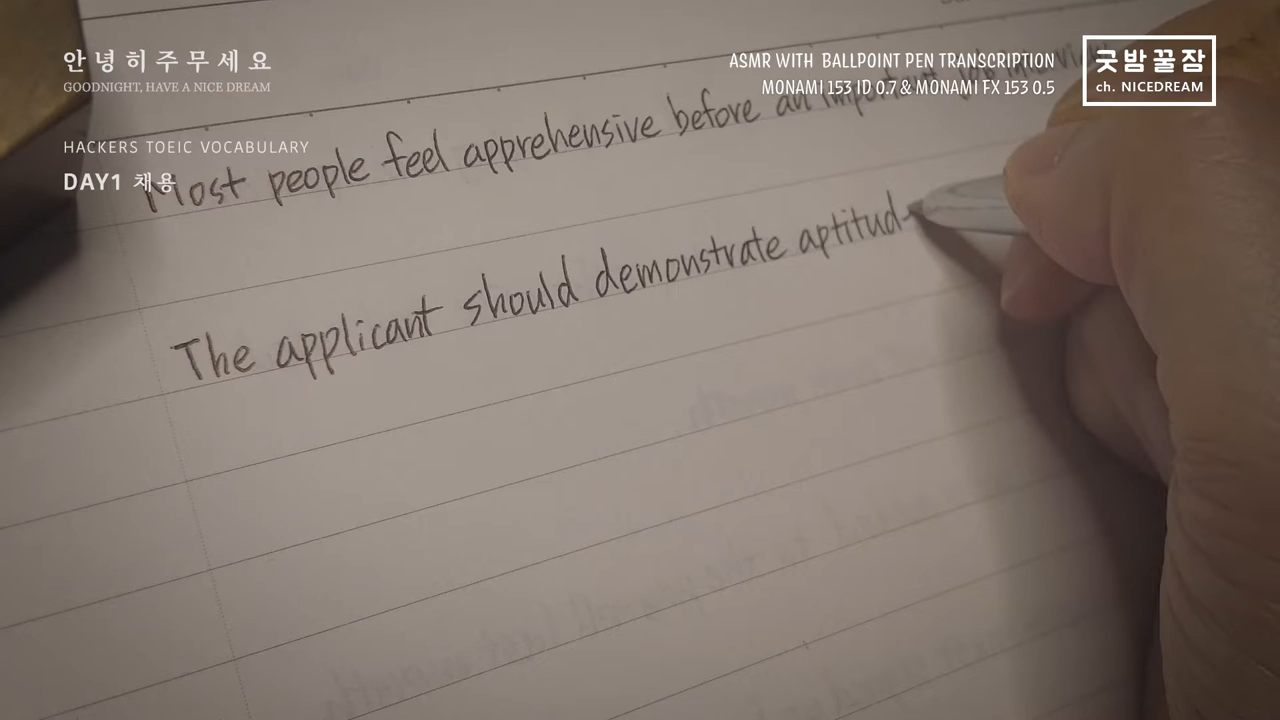 안녕히주무세요
GOODNIGHT, HAVE A NICE DREAM
ASMR WITH BALLPOINT PEN TRANSCRIPTION
MONAMI 153 ID 0.7 & MONAMI FX 153 0.5
굿밤꿀잠
ch. NICEDREAM
HACKERS TOEIC VOCABULARY
DAY1 채용
Most people feel apprehensive before an important job
The applicant should demonstrate aptitud